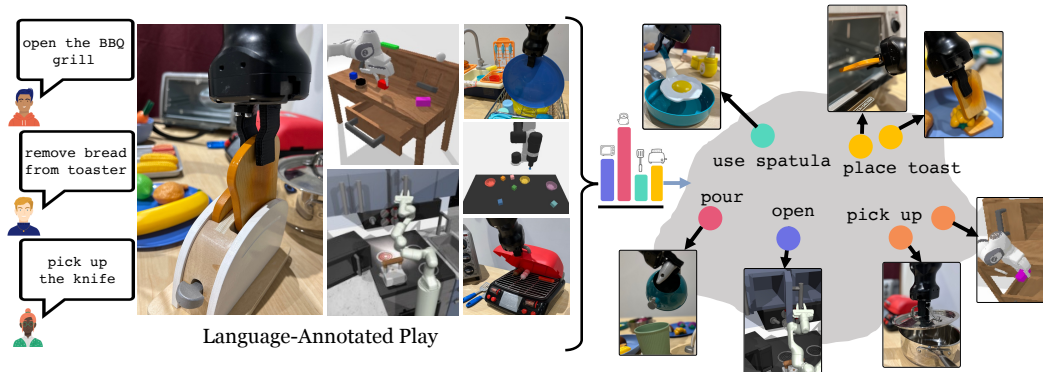 open the BBQ
grill
remove bread
from toaster
pick up
the knife
Language-Annotated Play
use spatula
place toast
pour
open
pick up